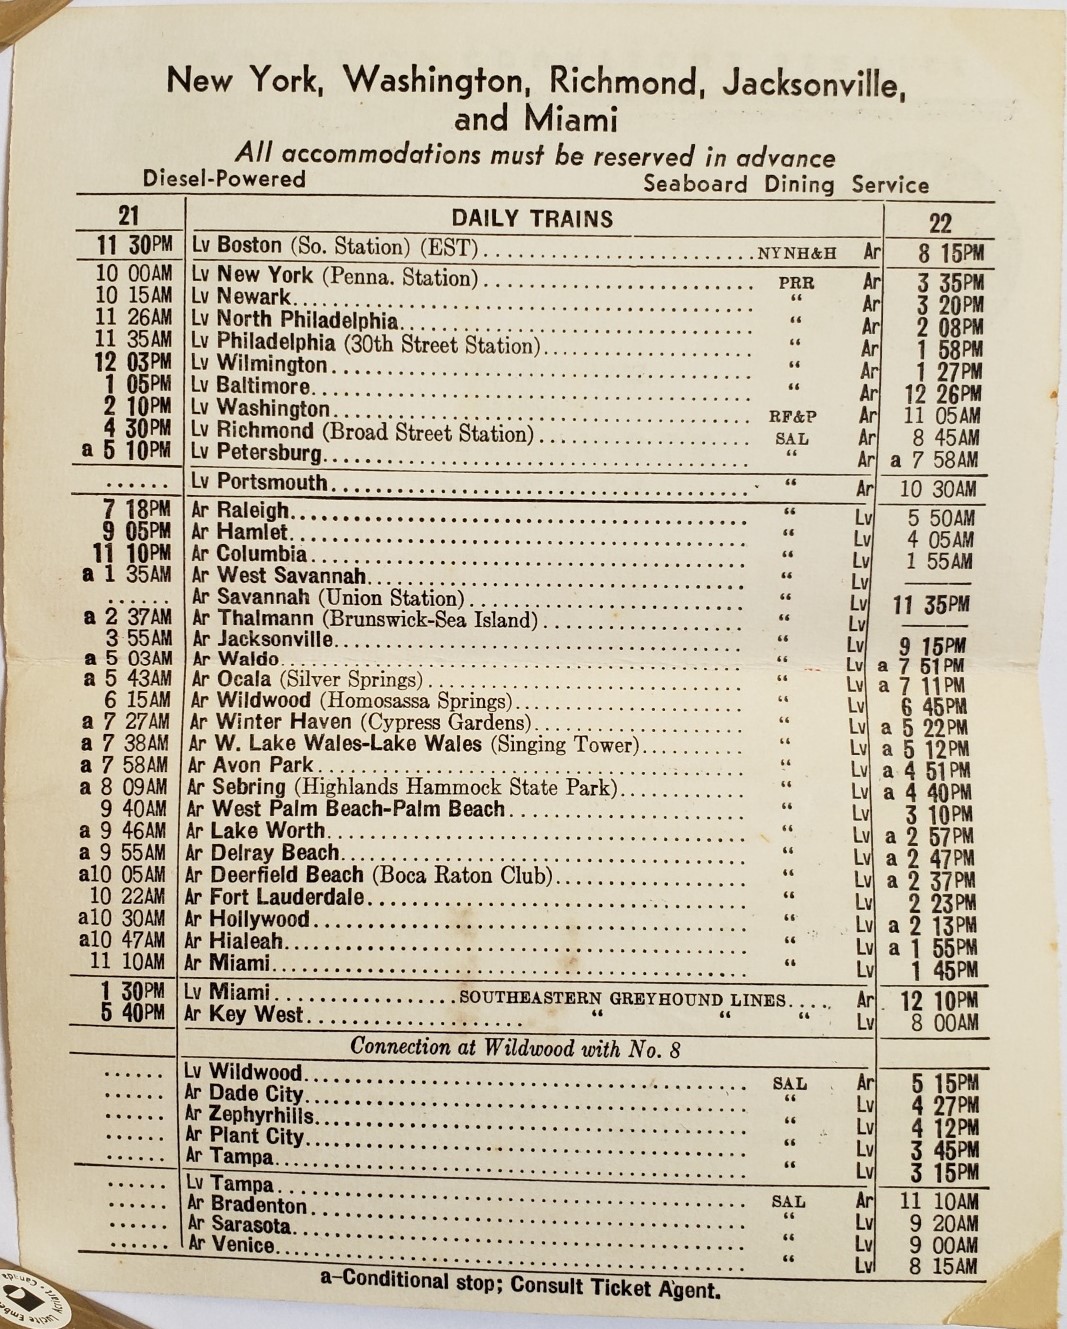 New York, Washington, Richmond, Jacksonville,
and Miami
All accommodations must be reserved in advance
Diesel-Powered Seaboard Dining Service
21 DAILY TRAINS 22
11 30PM Lv Boston (So. Station) (EST) NYNH&H Ar 8 15PM
10 00AM Lv New York (Penna. Station) PRR Ar 3 35PM
10 15AM Lv Newark “ Ar 3 20PM
11 26AM Lv North Philadelphia “ Ar 2 08PM
11 35AM Lv Philadelphia (30th Street Station) “ Ar 1 58PM
12 03PM Lv Wilmington “ Ar 1 27PM
1 05PM Lv Baltimore “ Ar 12 26PM
2 10PM Lv Washington RF&P Ar 11 05AM
4 30PM Lv Richmond (Broad Street Station) SAL Ar 8 45AM
a 5 10PM Lv Petersburg “ Ar a 7 58AM
...... Lv Portsmouth “ Ar 10 30AM
7 18PM Ar Raleigh “ Lv 5 50AM
9 05PM Ar Hamlet “ Lv 4 05AM
11 10PM Ar Columbia “ Lv 1 55AM
a 1 35AM Ar West Savannah “ Lv
...... Ar Savannah (Union Station) “ Lv 11 35PM
a 2 37AM Ar Thalmann (Brunswick-Sea Island) “ Lv
3 55AM Ar Jacksonville “ Lv 9 15PM
a 5 03AM Ar Waldo “ Lv a 7 51PM
a 5 43AM Ar Ocala (Silver Springs) “ Lv a 7 11PM
6 15AM Ar Wildwood (Homosassa Springs) “ Lv 6 45PM
a 7 27AM Ar Winter Haven (Cypress Gardens) “ Lv a 5 22PM
a 7 38AM Ar W. Lake Wales-Lake Wales (Singing Tower) “ Lv a 5 12PM
a 7 58AM Ar Avon Park “ Lv a 4 51PM
a 8 09AM Ar Sebring (Highlands Hammock State Park) “ Lv a 4 40PM
9 40AM Ar West Palm Beach-Palm Beach “ Lv 3 10PM
a 9 46AM Ar Lake Worth “ Lv a 2 57PM
a 9 55AM Ar Delray Beach “ Lv a 2 47PM
a10 05AM Ar Deerfield Beach (Boca Raton Club) “ Lv a 2 37PM
10 22AM Ar Fort Lauderdale “ Lv 2 23PM
a10 30AM Ar Hollywood “ Lv a 2 13PM
a10 47AM Ar Hialeah “ Lv a 1 55PM
11 10AM Ar Miami “ Lv 1 45PM
1 30PM Lv Miami SOUTHEASTERN GREYHOUND LINES Ar 12 10PM
5 40PM Ar Key West “ “ “ Lv 8 00AM
Connection at Wildwood with No. 8
...... Lv Wildwood SAL Ar 5 15PM
...... Ar Dade City “ Lv 4 27PM
...... Ar Zephyrhills “ Lv 4 12PM
...... Ar Plant City “ Lv 3 45PM
...... Ar Tampa “ Lv 3 15PM
...... Lv Tampa SAL Ar 11 10AM
...... Ar Bradenton “ Lv 9 20AM
...... Ar Sarasota “ Lv 9 00AM
...... Ar Venice “ Lv 8 15AM
a–Conditional stop; Consult Ticket Agent.
Lucite Embe
Canada